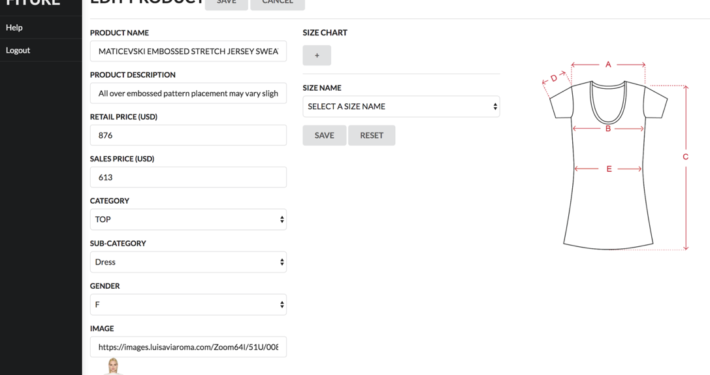 FITURE
EDIT PRODUCT SAVE CANCEL
Help
Logout
PRODUCT NAME
MATICEVSKI EMBOSSED STRETCH JERSEY SWEA
PRODUCT DESCRIPTION
All over embossed pattern placement may vary sligh
RETAIL PRICE (USD)
876
SALES PRICE (USD)
613
CATEGORY
TOP
SUB-CATEGORY
Dress
GENDER
F
IMAGE
https://images.luisaviaroma.com/Zoom64I/51U/008
SIZE CHART
+
SIZE NAME
SELECT A SIZE NAME
SAVE RESET
A
D
B
C
E